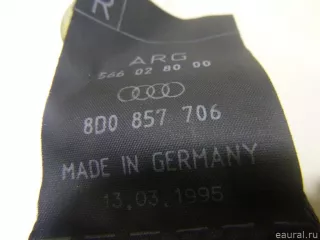 R
ARG
566 02 80 00
8D0 857 706
MADE IN GERMANY
13.03.1995
eaural.ru